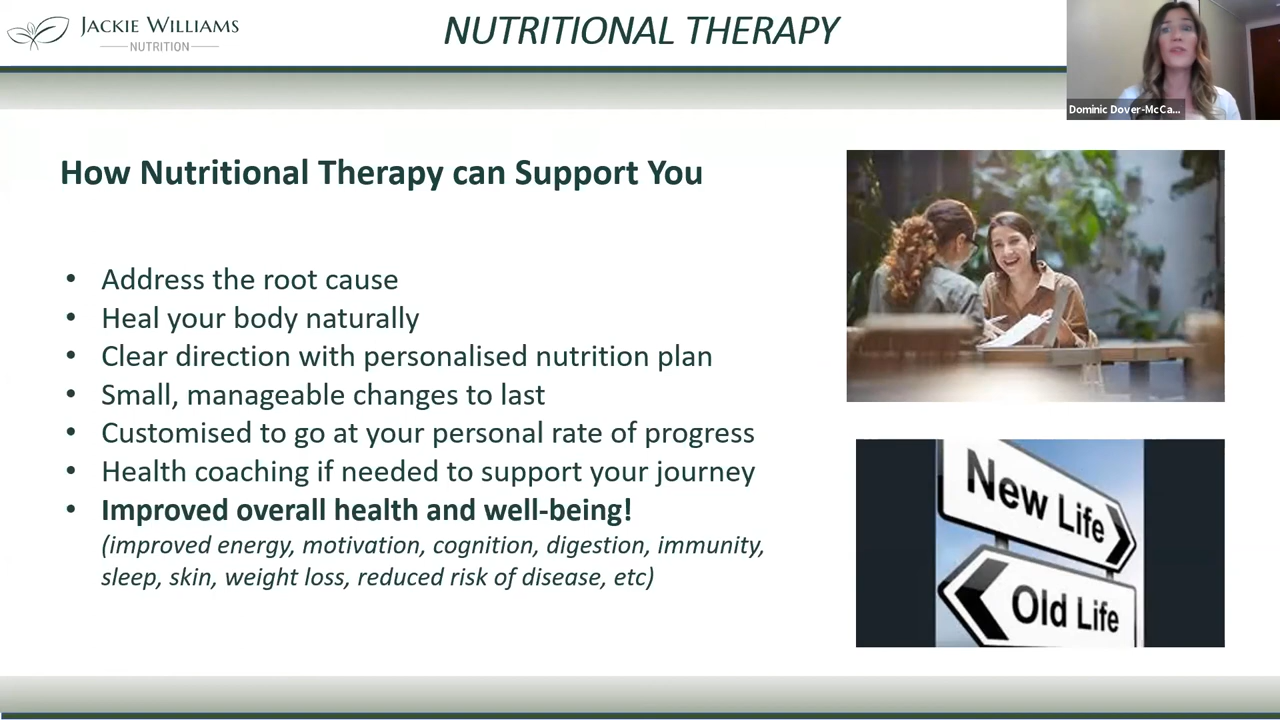 JACKIE WILLIAMS
NUTRITION
NUTRITIONAL THERAPY
Dominic Dover-McCa...
How Nutritional Therapy can Support You
• Address the root cause
• Heal your body naturally
• Clear direction with personalised nutrition plan
• Small, manageable changes to last
• Customised to go at your personal rate of progress
• Health coaching if needed to support your journey
• Improved overall health and well-being!
(improved energy, motivation, cognition, digestion, immunity,
sleep, skin, weight loss, reduced risk of disease, etc)
New Life
Old Life